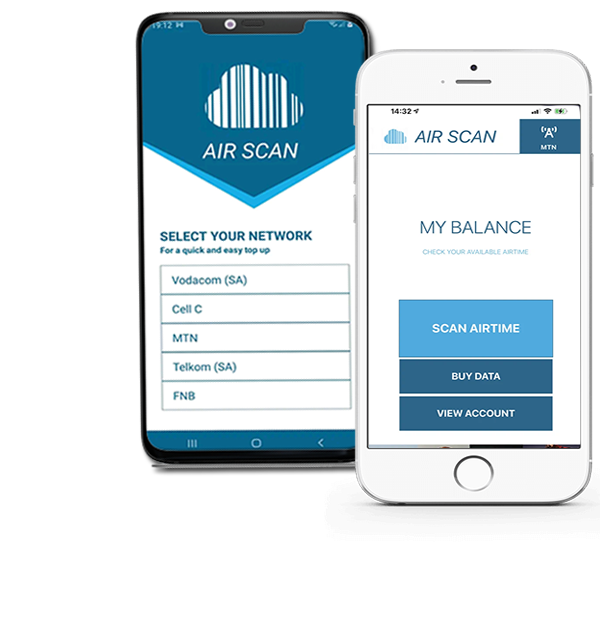 19:12
AIR SCAN
SELECT YOUR NETWORK
For a quick and easy top up
Vodacom (SA)
Cell C
MTN
Telkom (SA)
FNB
14:32
AIR SCAN
MTN
MY BALANCE
CHECK YOUR AVAILABLE AIRTIME
SCAN AIRTIME
BUY DATA
VIEW ACCOUNT